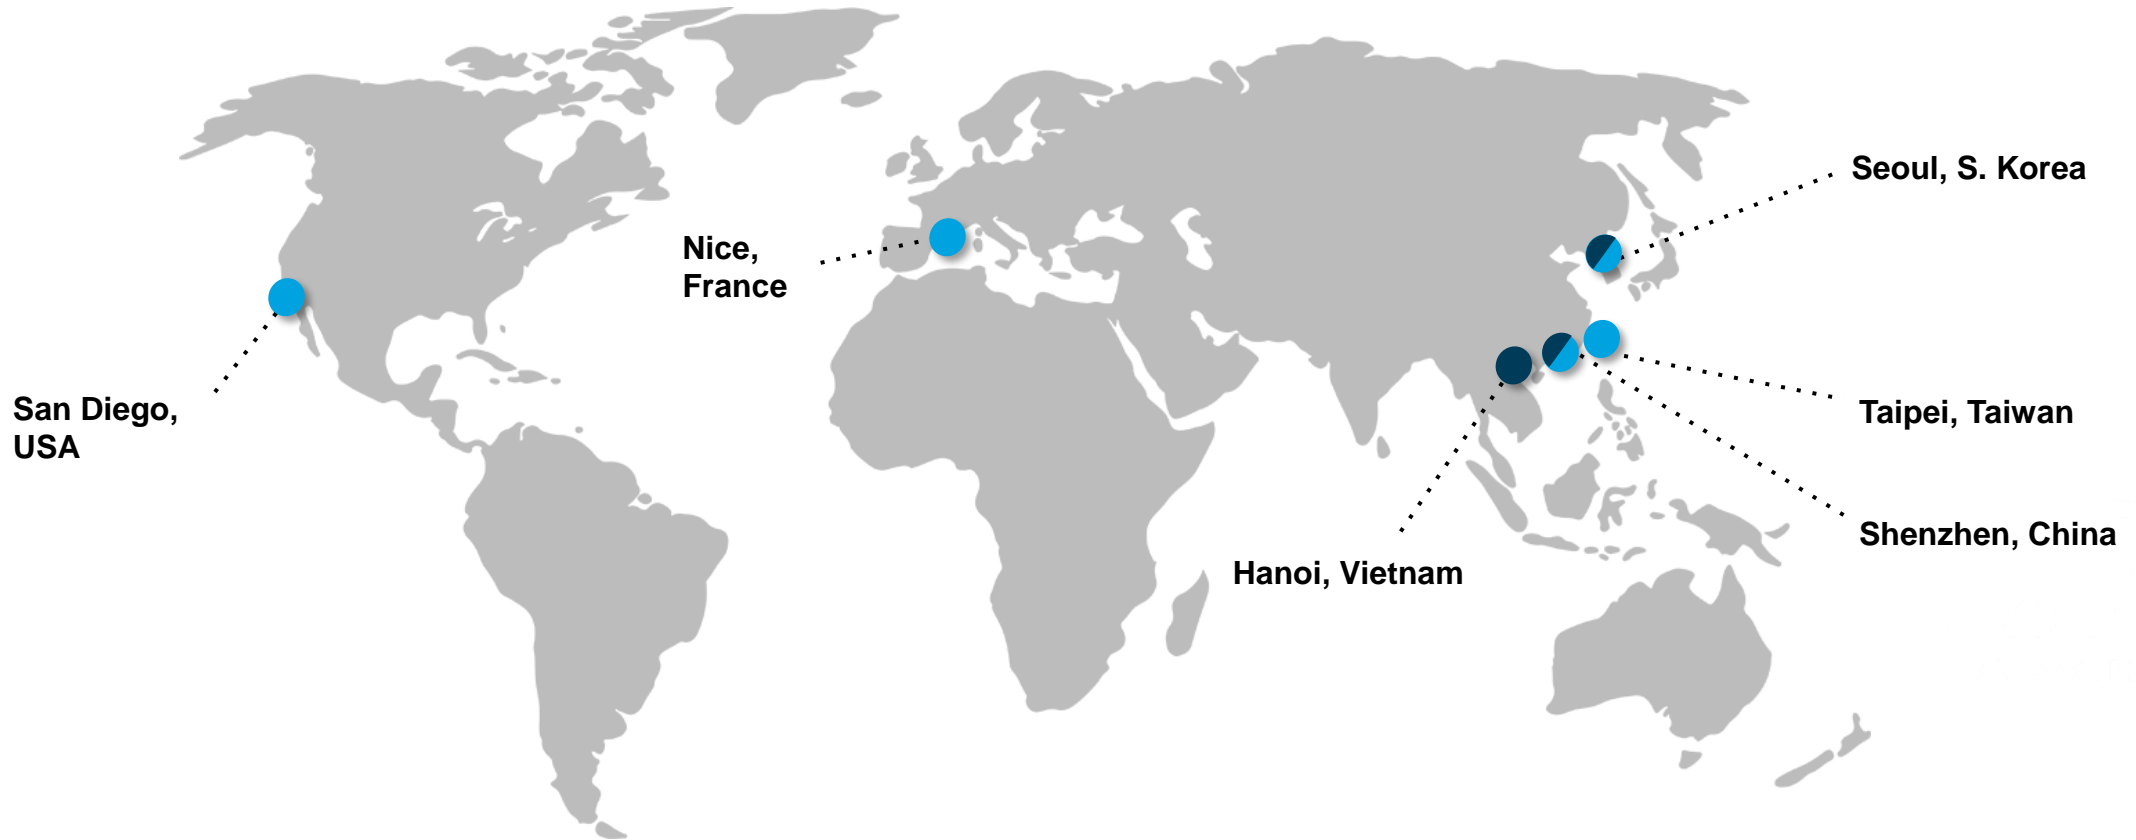 Seoul, S. Korea
Nice,
France
San Diego,
USA
Taipei, Taiwan
Shenzhen, China
Hanoi, Vietnam